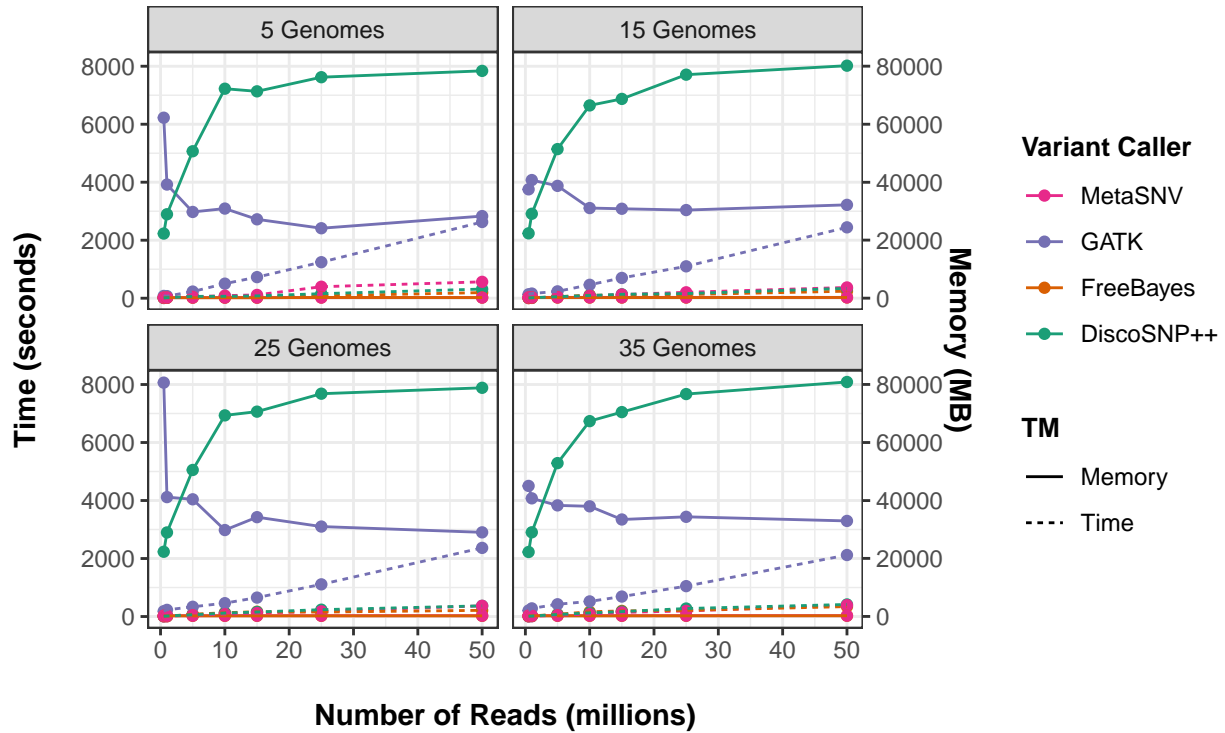 5 Genomes
15 Genomes
8000
6000
4000
2000
0
80000
60000
40000
20000
0
25 Genomes
35 Genomes
8000
6000
4000
2000
0
80000
60000
40000
20000
0
0 10 20 30 40 50
0 10 20 30 40 50
Time (seconds)
Memory (MB)
Number of Reads (millions)
Variant Caller
MetaSNV
GATK
FreeBayes
DiscoSNP++
TM
Memory
Time